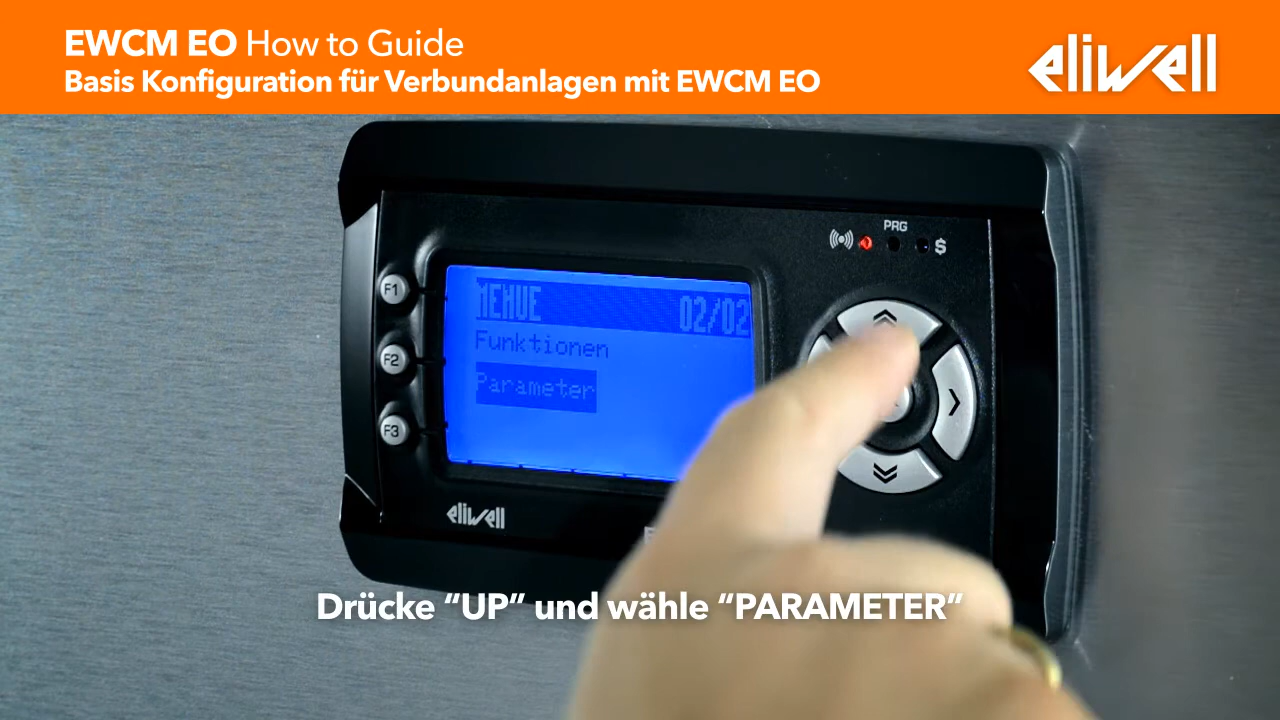 EWCM EO How to Guide
Basis Konfiguration für Verbundanlagen mit EWCM EO
eliwell
PRG
$
F1
MENUE 02/02
Funktionen
F2
Parameter
F3
eliwell
Drücke “UP” und wähle “PARAMETER”